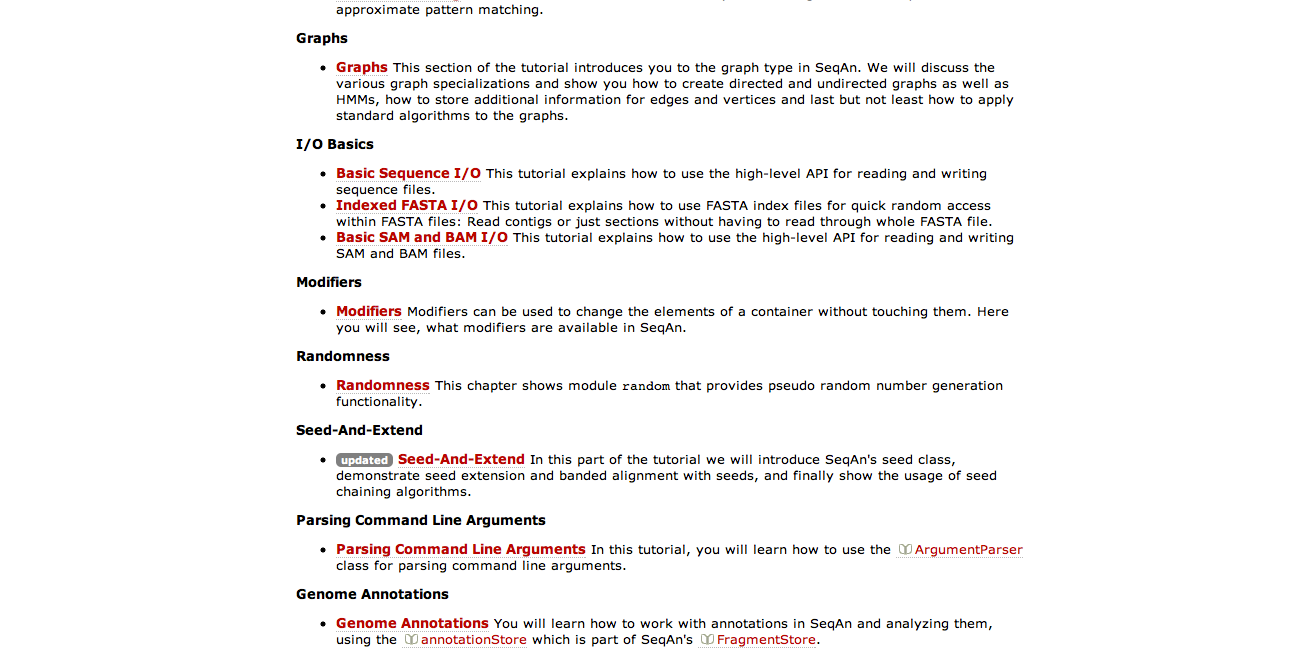 approximate pattern matching.
Graphs
• Graphs This section of the tutorial introduces you to the graph type in SeqAn. We will discuss the
various graph specializations and show you how to create directed and undirected graphs as well as
HMMs, how to store additional information for edges and vertices and last but not least how to apply
standard algorithms to the graphs.
I/O Basics
• Basic Sequence I/O This tutorial explains how to use the high-level API for reading and writing
sequence files.
• Indexed FASTA I/O This tutorial explains how to use FASTA index files for quick random access
within FASTA files: Read contigs or just sections without having to read through whole FASTA file.
• Basic SAM and BAM I/O This tutorial explains how to use the high-level API for reading and writing
SAM and BAM files.
Modifiers
• Modifiers Modifiers can be used to change the elements of a container without touching them. Here
you will see, what modifiers are available in SeqAn.
Randomness
• Randomness This chapter shows module random that provides pseudo random number generation
functionality.
Seed-And-Extend
• updated Seed-And-Extend In this part of the tutorial we will introduce SeqAn's seed class,
demonstrate seed extension and banded alignment with seeds, and finally show the usage of seed
chaining algorithms.
Parsing Command Line Arguments
• Parsing Command Line Arguments In this tutorial, you will learn how to use the ArgumentParser
class for parsing command line arguments.
Genome Annotations
• Genome Annotations You will learn how to work with annotations in SeqAn and analyzing them,
using the annotationStore which is part of SeqAn's FragmentStore.